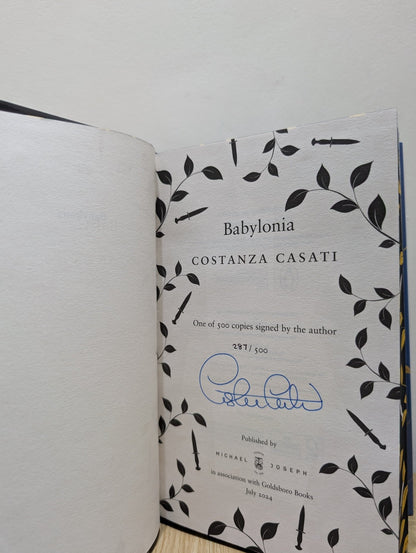 Babylonia
COSTANZA CASATI
One of 500 copies signed by the author
287/500
Published by
MICHAEL JOSEPH
in association with Goldsboro Books
July 2024